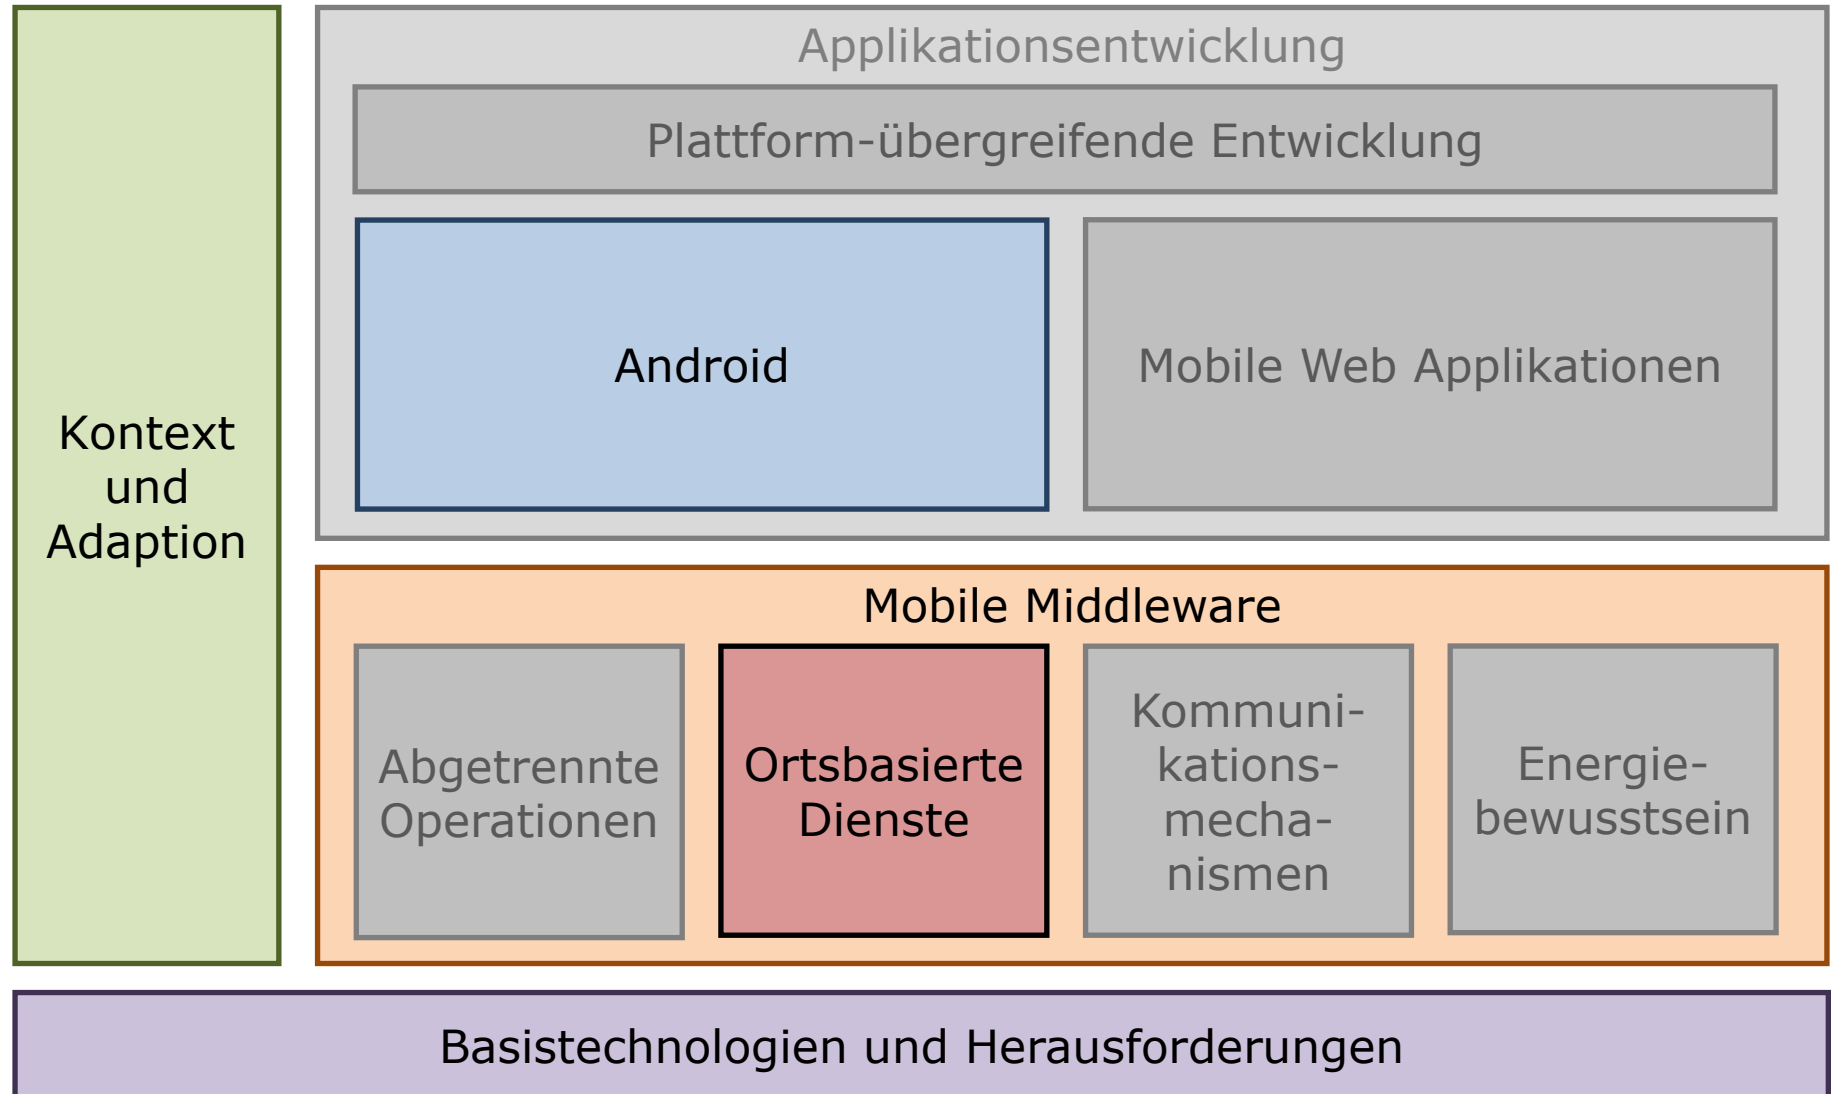 Kontext
und
Adaption
Applikationsentwicklung
Plattform-übergreifende Entwicklung
Android
Mobile Web Applikationen
Mobile Middleware
Abgetrennte
Operationen
Ortsbasierte
Dienste
Kommuni-
kations-
mecha-
nismen
Energie-
bewusstsein
Basistechnologien und Herausforderungen